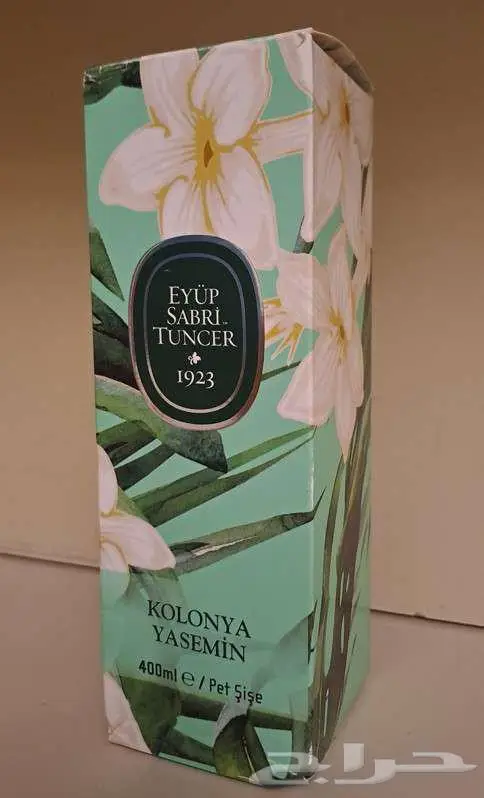 EYÜP
SABRİ
TUNCER
1923
KOLONYA
YASEMİN
400ml ℮ / Pet Şişe
حراج